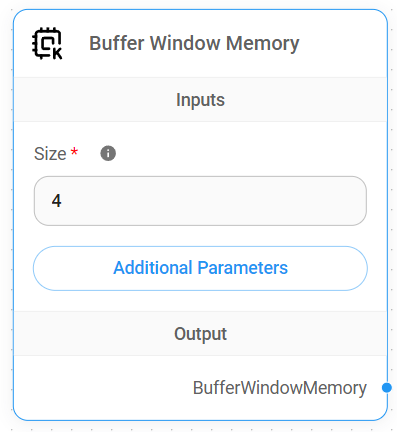 K
Buffer Window Memory
Inputs
Size *
4
Additional Parameters
Output
BufferWindowMemory